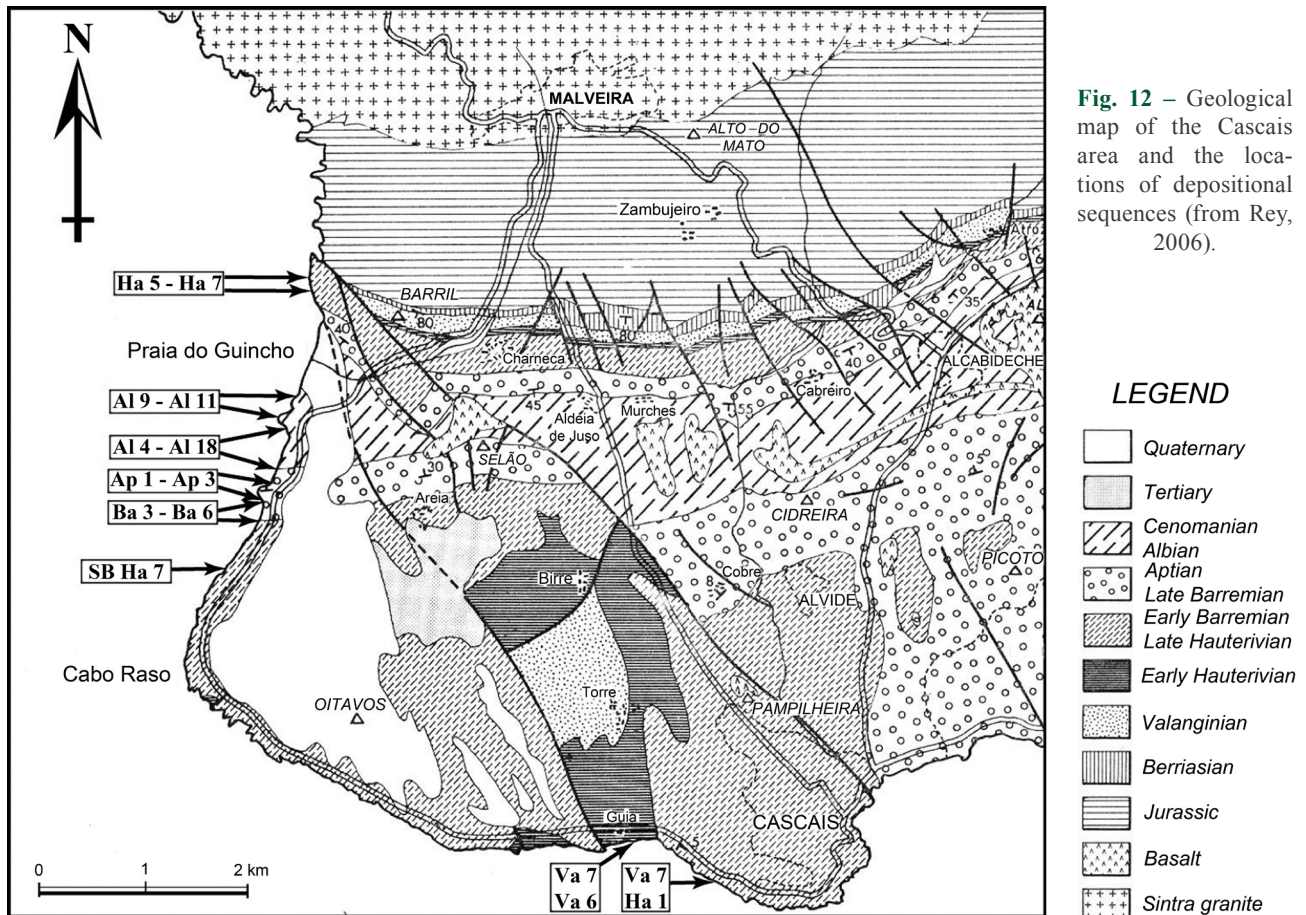 N
MALVEIRA
ALTO-DO
MATO
Zambujeiro
Ha 5 - Ha 7
BARRIL
80
40
80
35
Praia do Guincho
Charneca
ALCABIDECHE
40
Cabreiro
Al 9 - Al 11
45
Murches
55
Aldéia
de Juso
Al 4 - Al 18
SELÃO
30
Ap 1 - Ap 3
Areia
CIDREIRA
Ba 3 - Ba 6
SB Ha 7
Birre
Cobre
8
ALVIDE
PICOTO
Cabo Raso
Torre
OITAVOS
PAMPILHEIRA
Guia
CASCAIS
5
0 1 2 km
Va 7
Va 6
Va 7
Ha 1
Fig. 12 – Geological
map of the Cascais
area and the loca-
tions of depositional
sequences (from Rey,
2006).
LEGEND
Quaternary
Tertiary
Cenomanian
Albian
Aptian
Late Barremian
Early Barremian
Late Hauterivian
Early Hauterivian
Valanginian
Berriasian
Jurassic
Basalt
Sintra granite